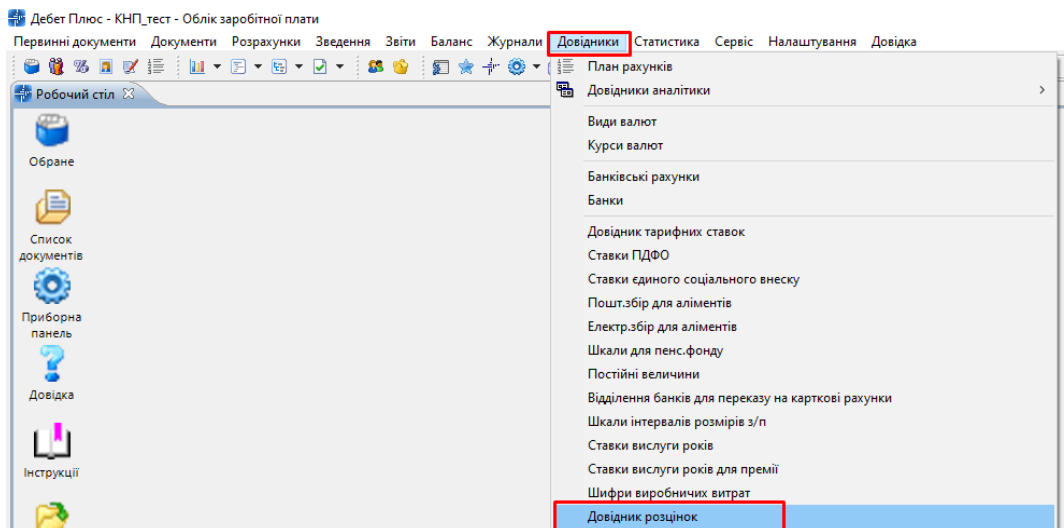 Дебет Плюс - КНП_тест - Облік заробітної плати
Первинні документи Документи Розрахунки Зведення Звіти Баланс Журнали Довідники Статистика Сервіс Налаштування Довідка
Робочий стіл
Обране
Список
документів
Приборна
панель
Довідка
Інструкції
План рахунків
Довідники аналітики
Види валют
Курси валют
Банківські рахунки
Банки
Довідник тарифних ставок
Ставки ПДФО
Ставки єдиного соціального внеску
Пошт.збір для аліментів
Електр.збір для аліментів
Шкали для пенс.фонду
Постійні величини
Відділення банків для переказу на карткові рахунки
Шкали інтервалів розмірів з/п
Ставки вислуги років
Ставки вислуги років для премії
Шифри виробничих витрат
Довідник розцінок